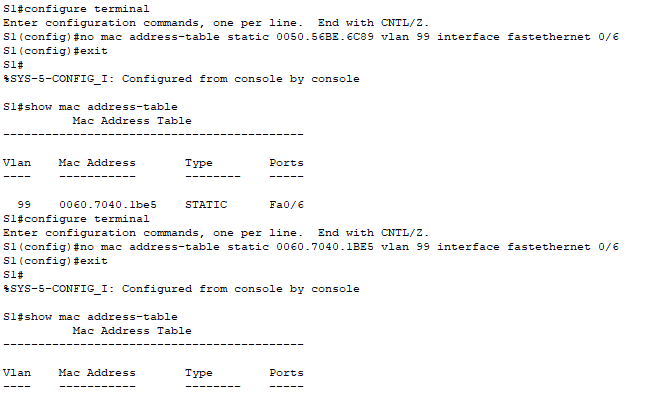 S1#configure terminal
Enter configuration commands, one per line.  End with CNTL/Z.
S1(config)#no mac address-table static 0050.56BE.6C89 vlan 99 interface fastethernet 0/6
S1(config)#exit
S1#
%SYS-5-CONFIG_I: Configured from console by console

S1#show mac address-table
          Mac Address Table
-------------------------------------------

Vlan    Mac Address       Type        Ports
----    -----------       --------    -----

  99    0060.7040.1be5    STATIC      Fa0/6
S1#configure terminal
Enter configuration commands, one per line.  End with CNTL/Z.
S1(config)#no mac address-table static 0060.7040.1BE5 vlan 99 interface fastethernet 0/6
S1(config)#exit
S1#
%SYS-5-CONFIG_I: Configured from console by console

S1#show mac address-table
          Mac Address Table
-------------------------------------------

Vlan    Mac Address       Type        Ports
----    -----------       --------    -----